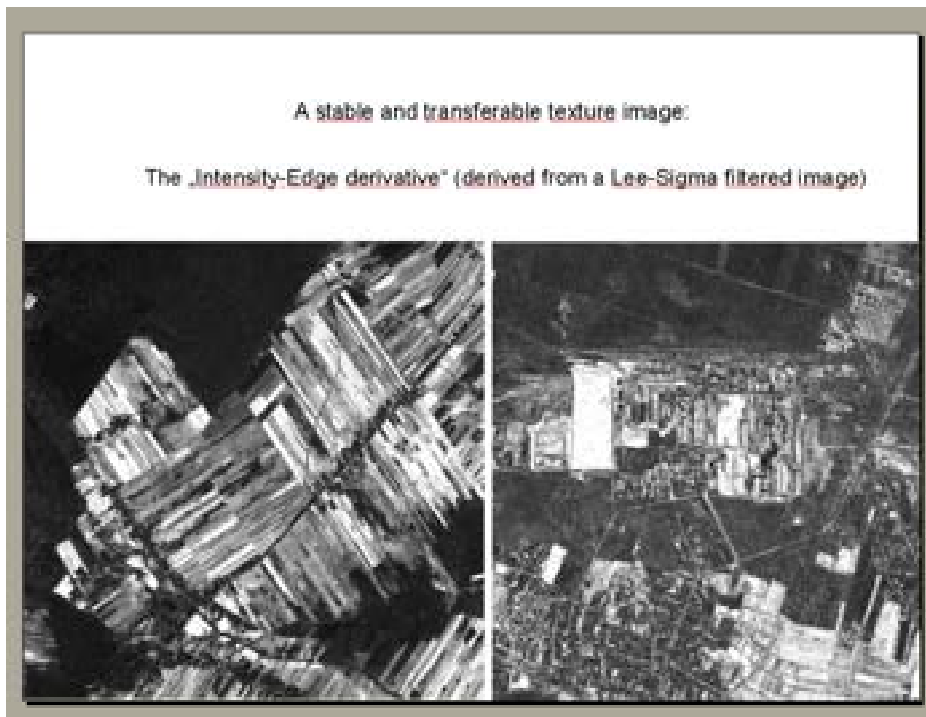 A stable and transferable texture image:
The „Intensity-Edge derivative“ (derived from a Lee-Sigma filtered image)